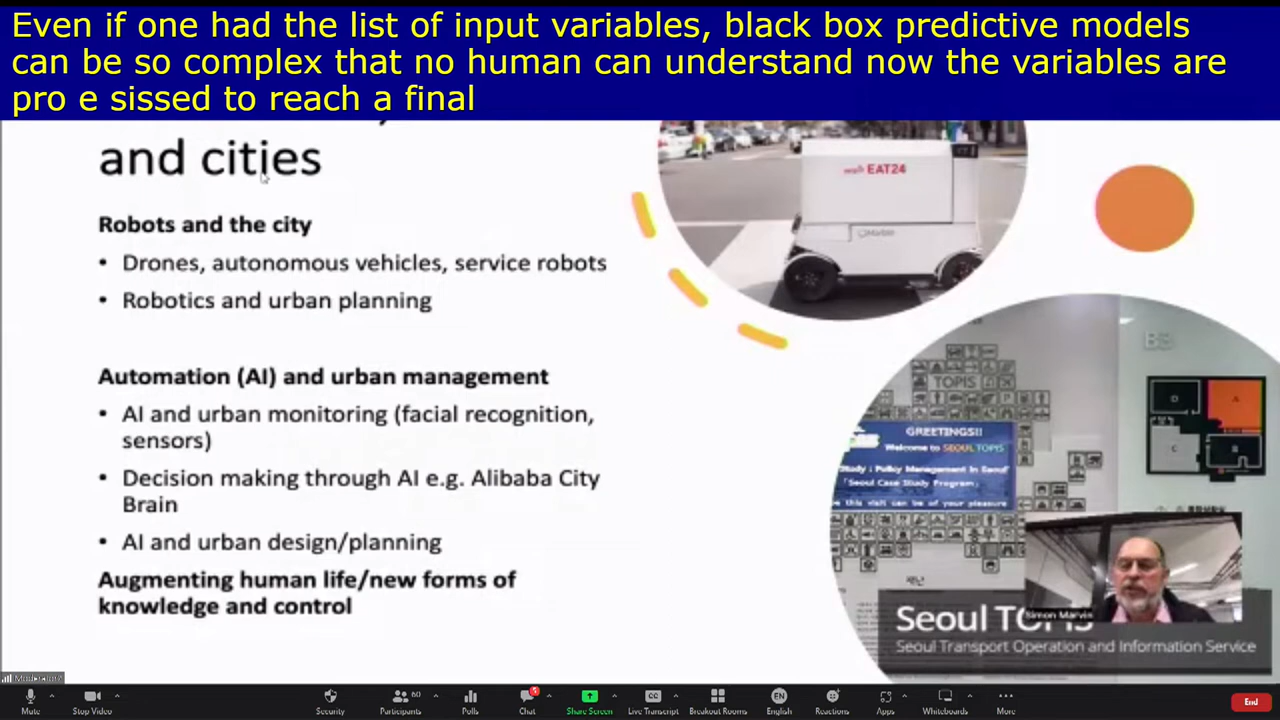 Even if one had the list of input variables, black box predictive models
can be so complex that no human can understand now the variables are
pro e sissed to reach a final
and cities
Robots and the city
• Drones, autonomous vehicles, service robots
• Robotics and urban planning
Automation (AI) and urban management
• AI and urban monitoring (facial recognition,
sensors)
• Decision making through AI e.g. Alibaba City
Brain
• AI and urban design/planning
Augmenting human life/new forms of
knowledge and control
EAT24
B3
TOPIS
GREETINGS!!
Welcome to SEOUL TOPIS
Study : Policy Management in Seoul
「Seoul Case Study Program」
this visit can be of your pleasure
D
A
C
B
Simon Marvin
Seoul
Seoul Transport Operation and Information Service
Mute
Stop Video
Security
Participants
60
Polls
Chat
5
Share Screen
CC
Live Transcript
Breakout Rooms
EN
English
Reactions
Apps
Whiteboards
More
End